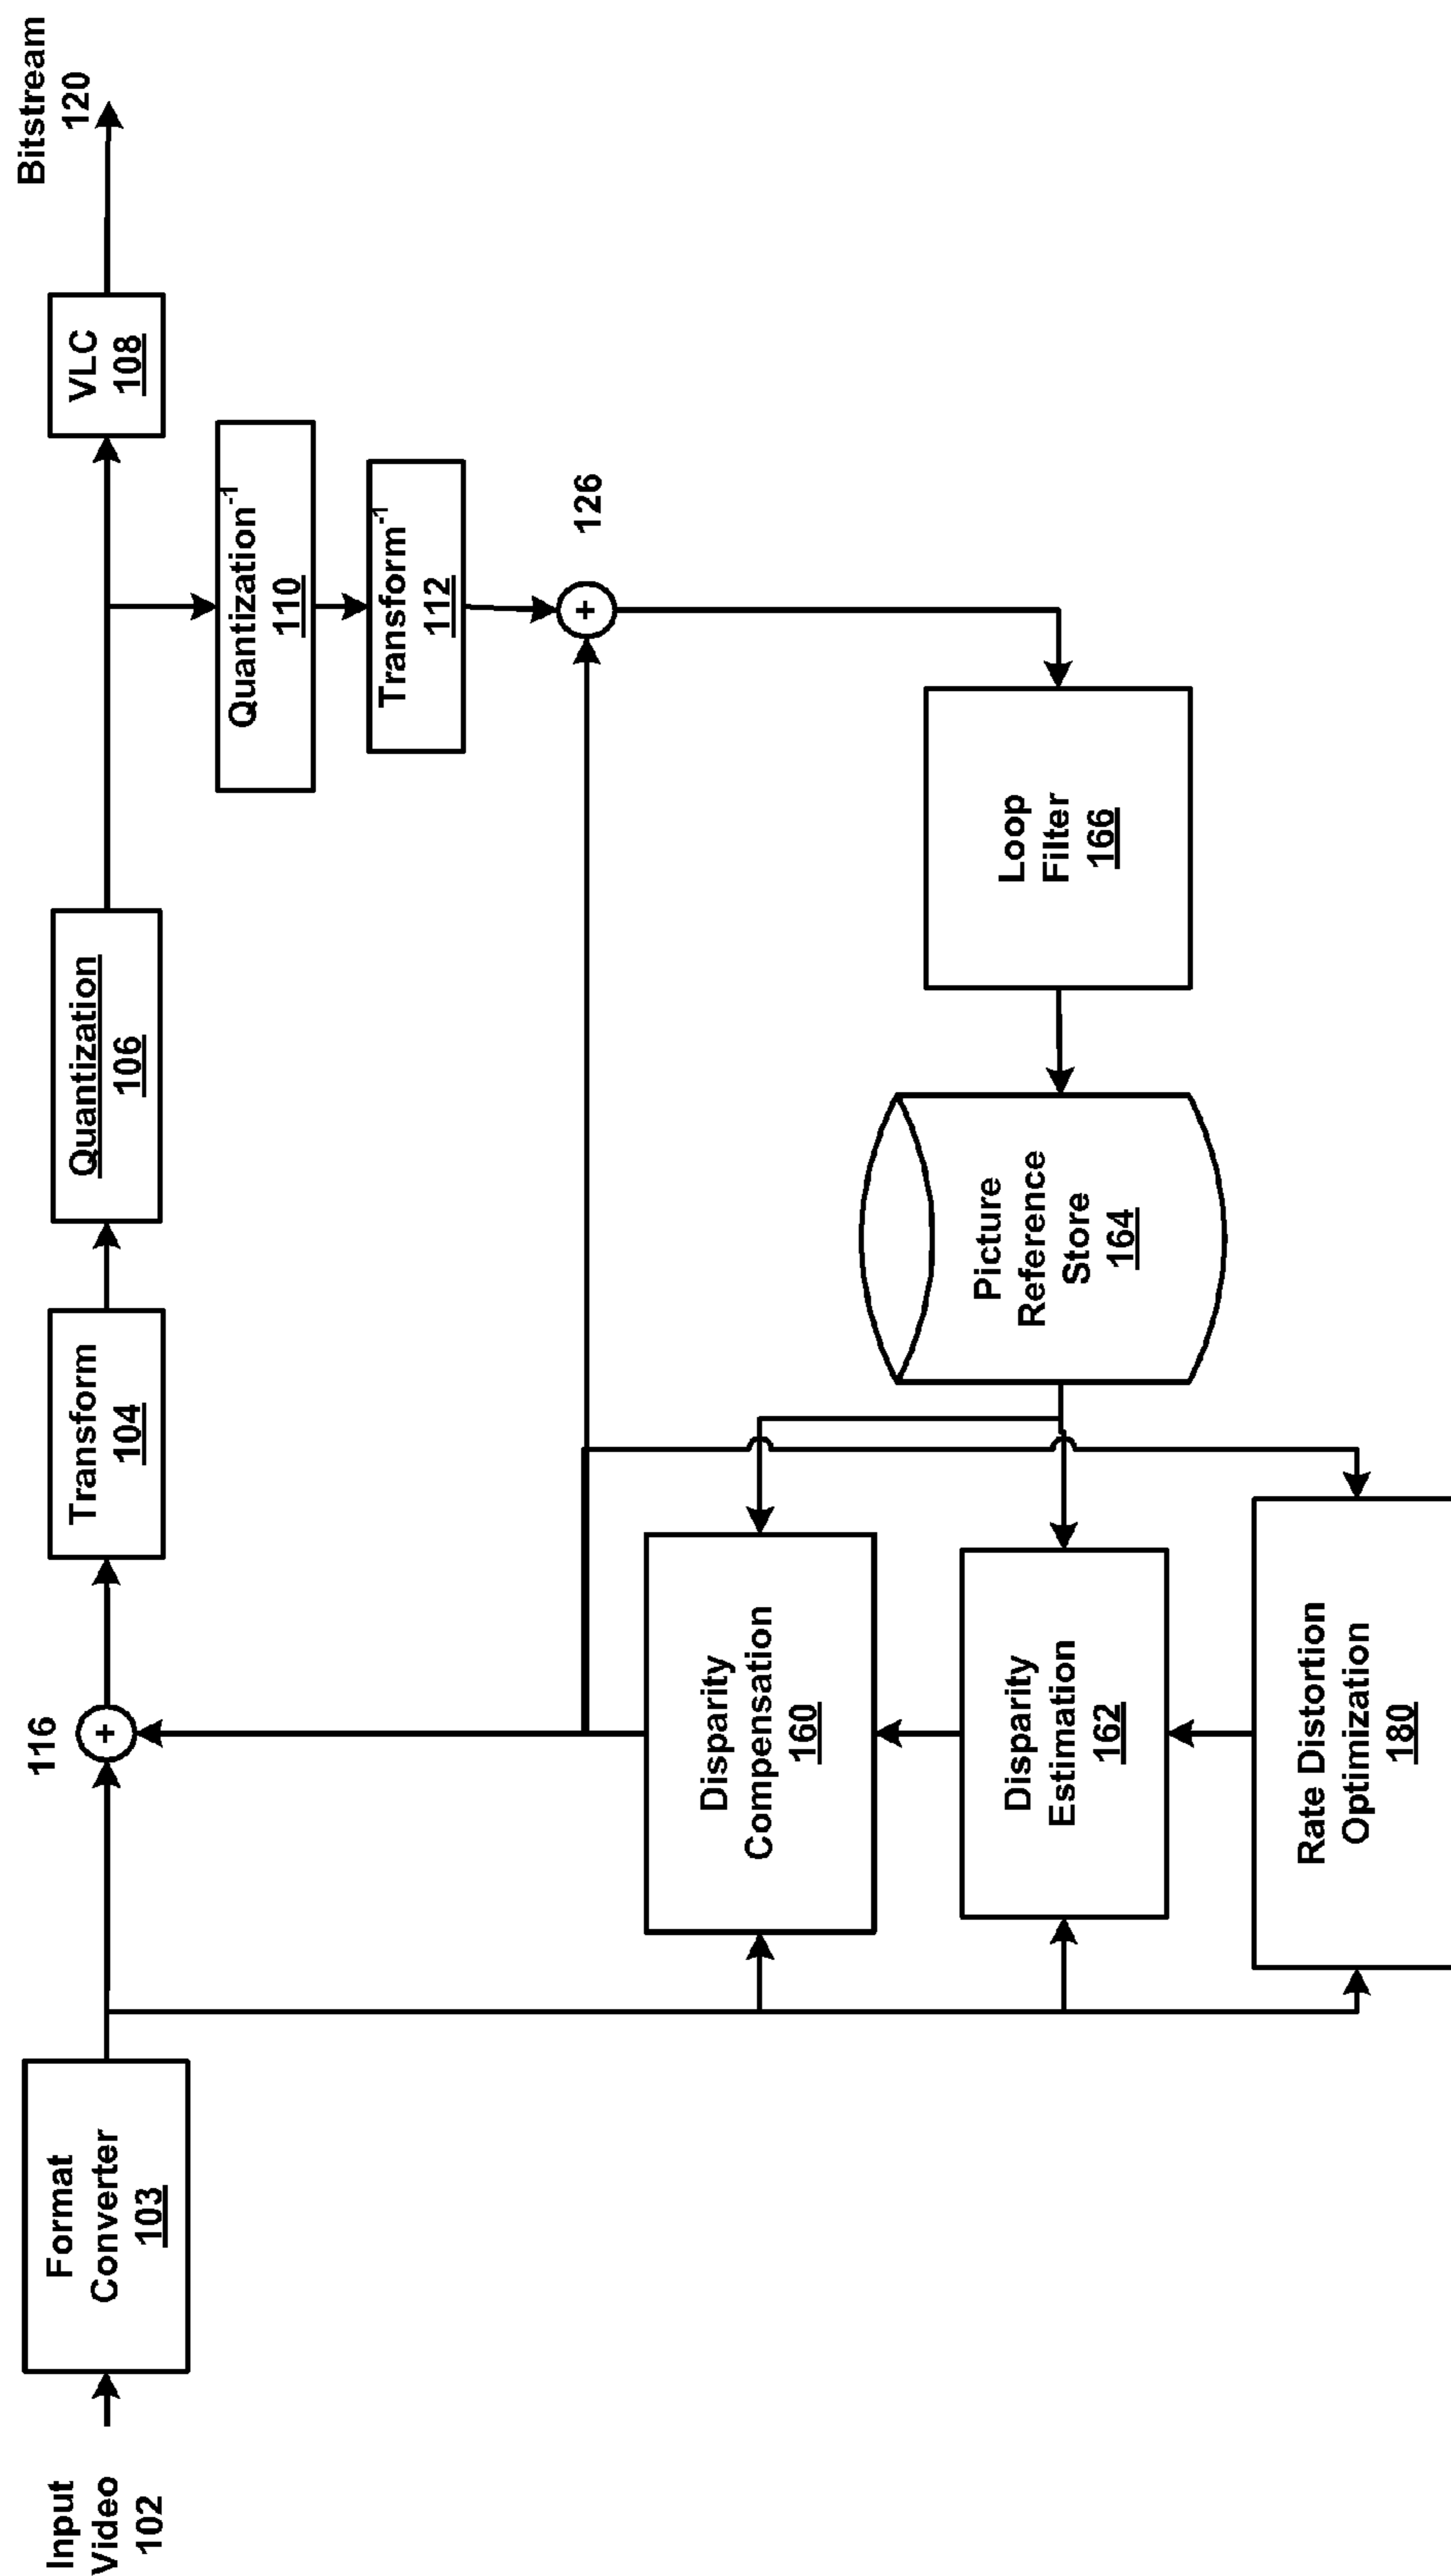 Input
Video
102
Format
Converter
103
116
+
Transform
104
Quantization
106
VLC
108
Bitstream
120
Quantization-1
110
Transform-1
112
+
126
Disparity
Compensation
160
Disparity
Estimation
162
Rate Distortion
Optimization
180
Picture
Reference
Store
164
Loop
Filter
166